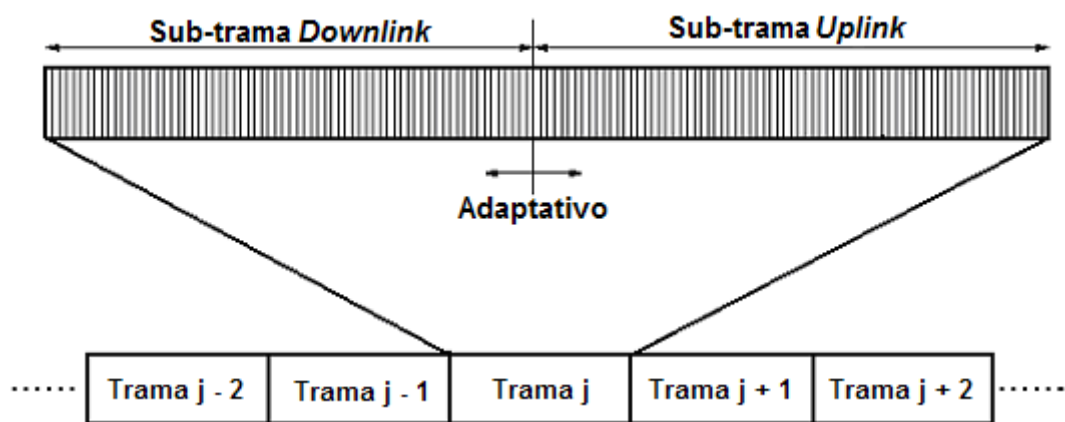 Sub-trama Downlink
Sub-trama Uplink
Adaptativo
...... Trama j - 2 Trama j - 1 Trama j Trama j + 1 Trama j + 2 ......